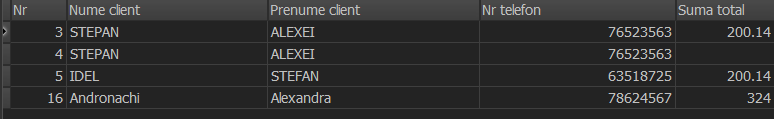 Nr Nume client Prenume client Nr telefon Suma total
3 STEPAN ALEXEI 76523563 200.14
4 STEPAN ALEXEI 76523563
5 IDEL STEFAN 63518725 200.14
16 Andronachi Alexandra 78624567 324